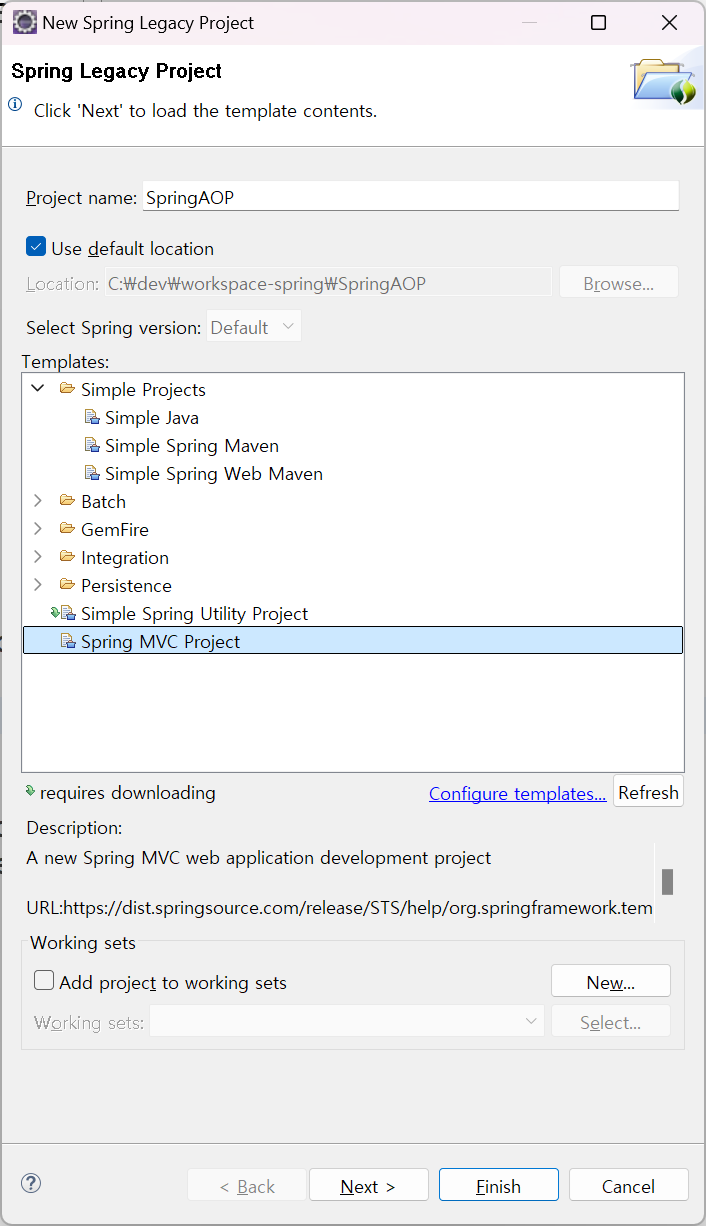 New Spring Legacy Project
Spring Legacy Project
Click 'Next' to load the template contents.
Project name: SpringAOP
Use default location
Location: C:₩dev₩workspace-spring₩SpringAOP Browse...
Select Spring version: Default
Templates:
Simple Projects
Simple Java
Simple Spring Maven
Simple Spring Web Maven
Batch
GemFire
Integration
Persistence
Simple Spring Utility Project
Spring MVC Project
requires downloading Configure templates... Refresh
Description:
A new Spring MVC web application development project
URL:https://dist.springsource.com/release/STS/help/org.springframework.tem
Working sets
Add project to working sets New...
Working sets: Select...
< Back Next > Finish Cancel